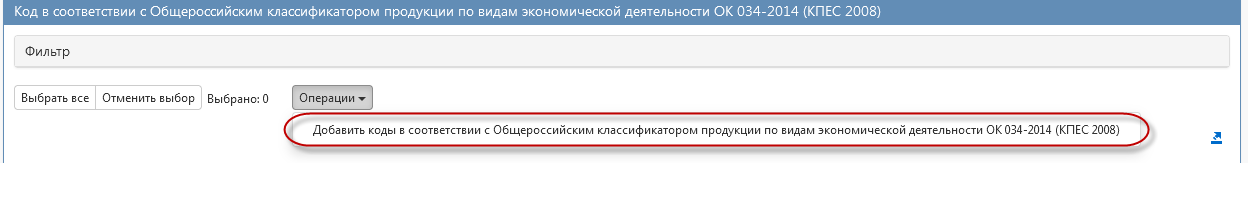 Код в соответствии с Общероссийским классификатором продукции по видам экономической деятельности ОК 034-2014 (КПЕС 2008)
Фильтр
Выбрать все Отменить выбор Выбрано: 0 Операции
Добавить коды в соответствии с Общероссийским классификатором продукции по видам экономической деятельности ОК 034-2014 (КПЕС 2008)